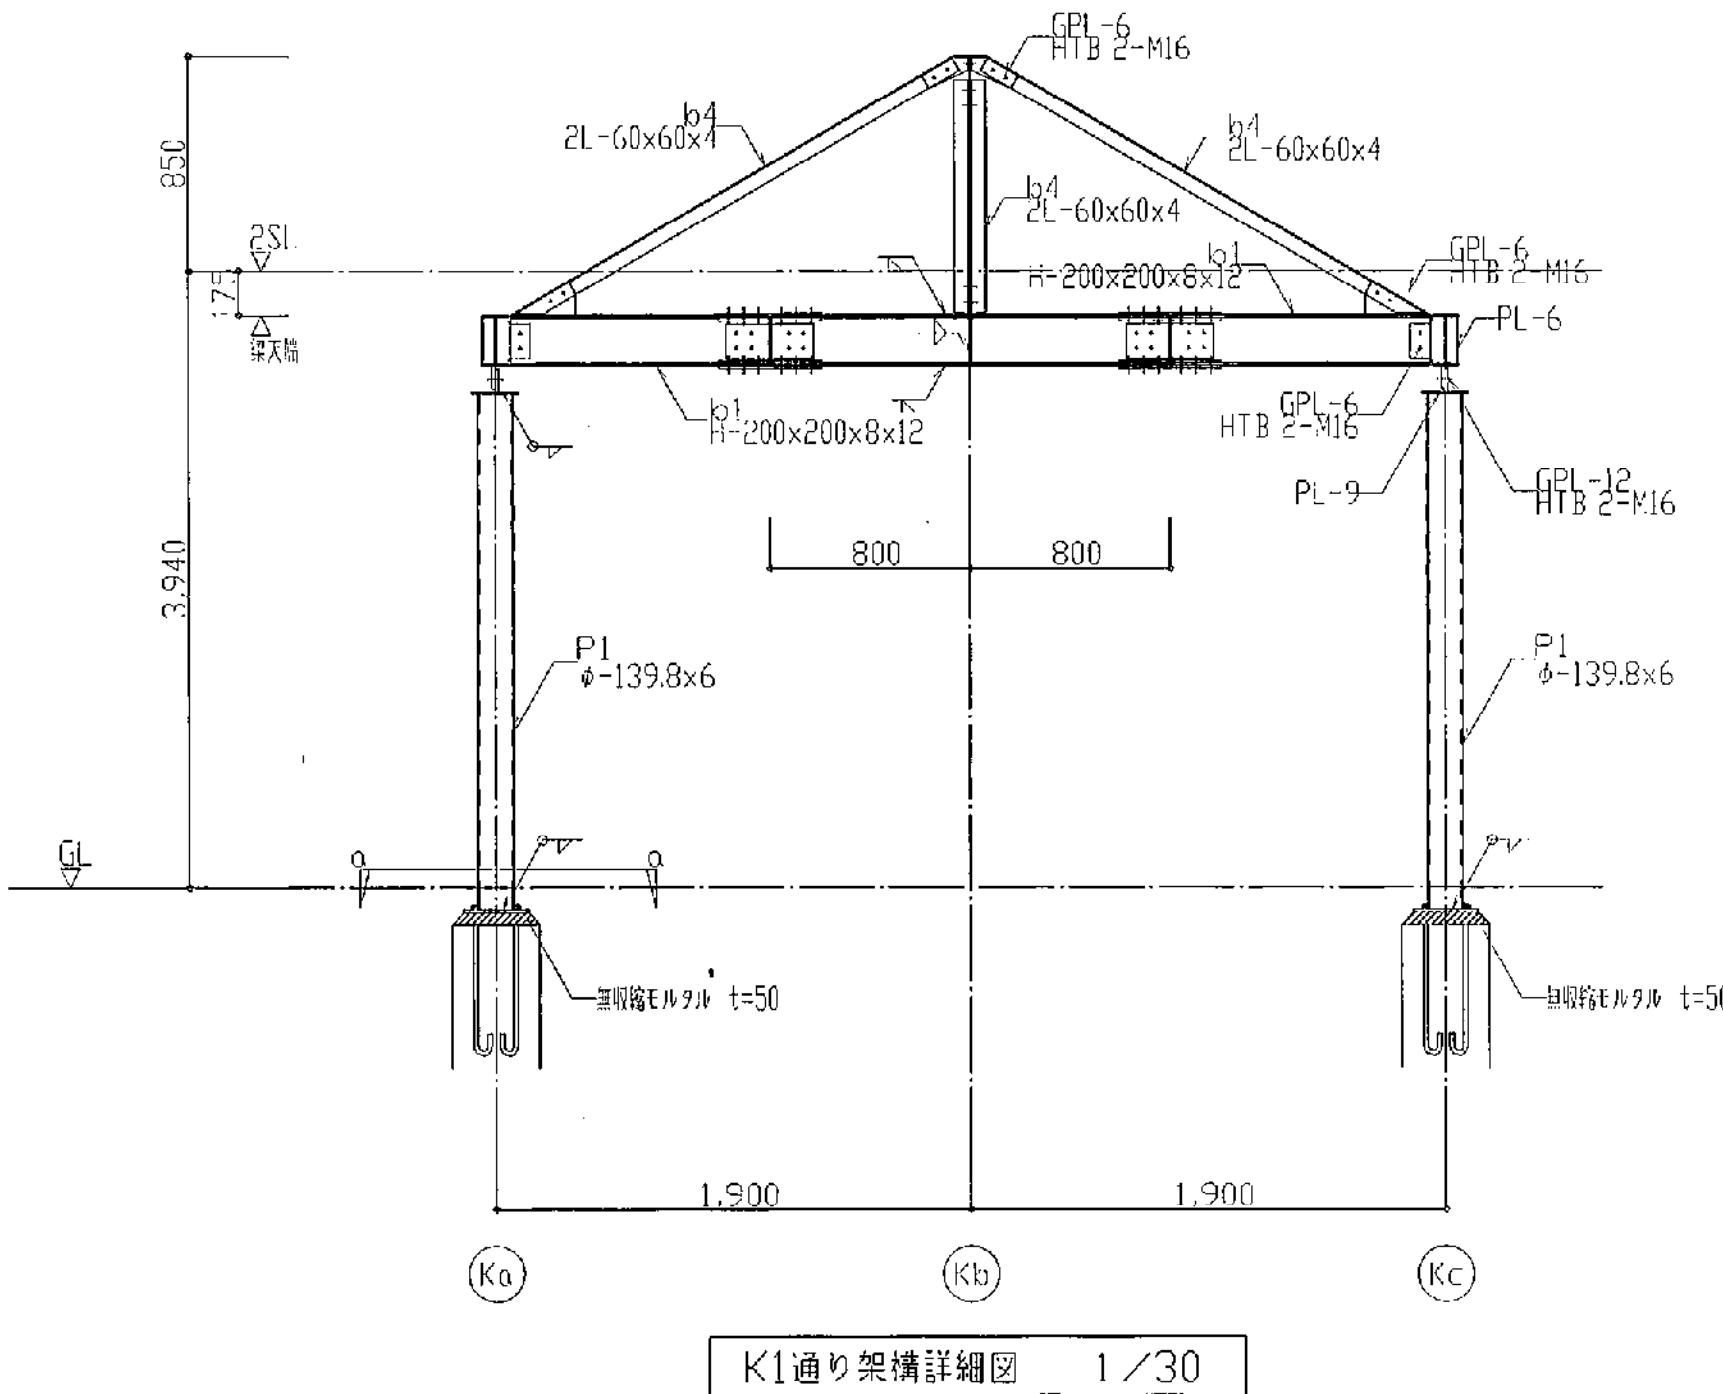 GPL-6
HTB 2-M16
b4
2L-60x60x4
b4
2L-60x60x4
850
b4
2L-60x60x4
2SL
175
梁天端
b1
H-200x200x8x12
GPL-6
HTB 2-M16
PL-6
b1
H-200x200x8x12
GPL-6
HTB 2-M16
PL-9
GPL-12
HTB 2-M16
800
800
3,940
P1
φ-139.8x6
P1
φ-139.8x6
GL
a
a
無収縮モルタル t=50
無収縮モルタル t=50
1,900
1,900
Ka
Kb
Kc
K1通り架構詳細図 1/30